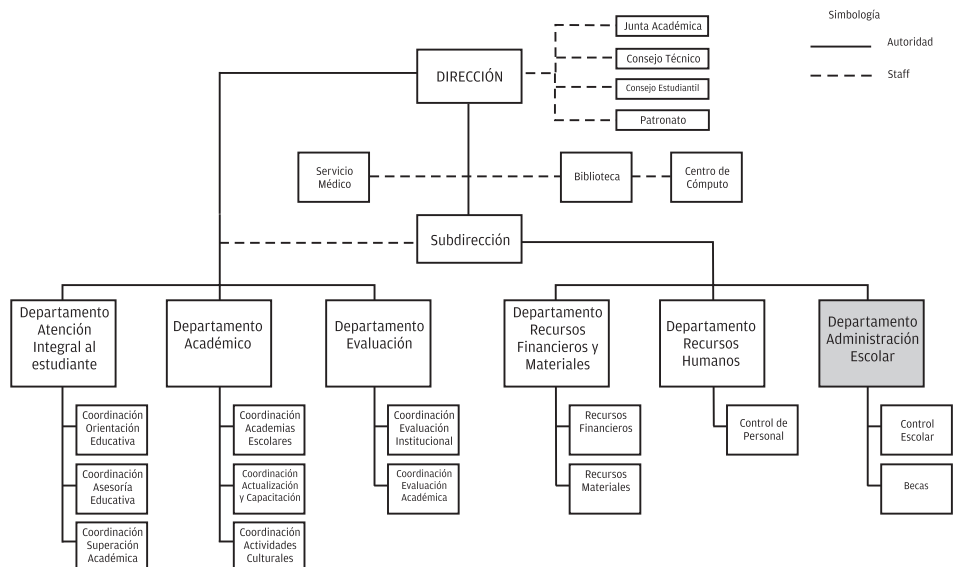 Simbología
Autoridad
Staff
Junta Académica
Consejo Técnico
Consejo Estudiantil
Patronato
DIRECCIÓN
Servicio
Médico
Biblioteca
Centro de
Cómputo
Subdirección
Departamento
Atención
Integral al
estudiante
Departamento
Académico
Departamento
Evaluación
Departamento
Recursos
Financieros y
Materiales
Departamento
Recursos
Humanos
Departamento
Administración
Escolar
Coordinación
Orientación
Educativa
Coordinación
Academias
Escolares
Coordinación
Evaluación
Institucional
Recursos
Financieros
Control de
Personal
Control
Escolar
Coordinación
Asesoría
Educativa
Coordinación
Actualización
y Capacitación
Coordinación
Evaluación
Académica
Recursos
Materiales
Becas
Coordinación
Superación
Académica
Coordinación
Actividades
Culturales